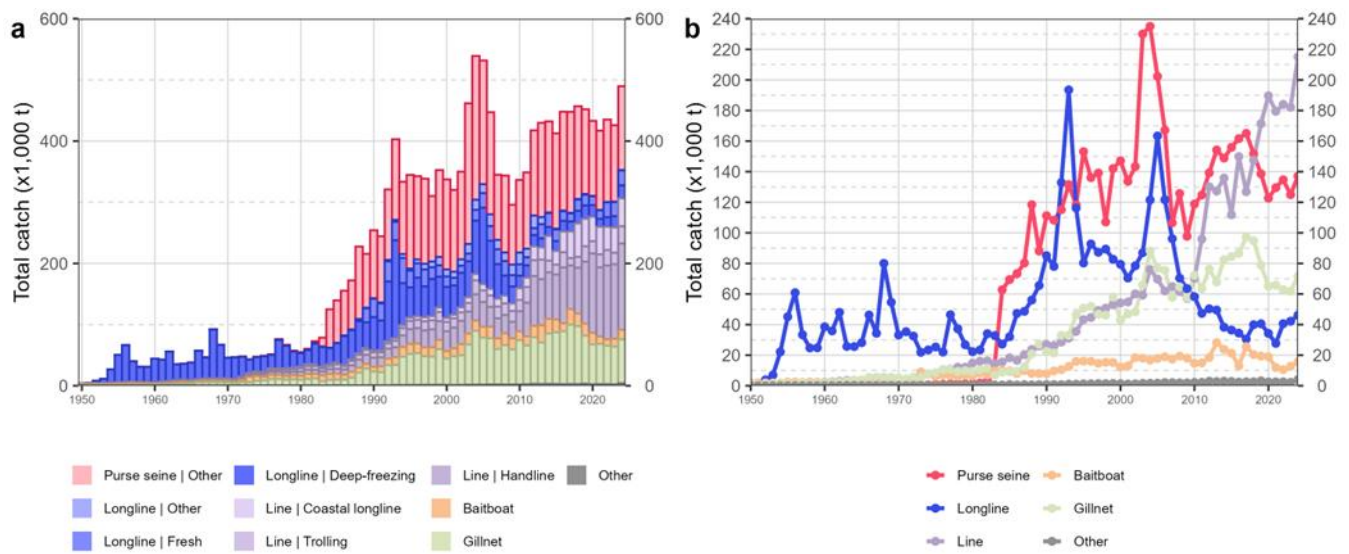 a
600
400
200
0
Total catch (x1,000 t)
600
400
200
0
1950 1960 1970 1980 1990 2000 2010 2020
Purse seine | Other Longline | Deep-freezing Line | Handline Other
Longline | Other Line | Coastal longline Baitboat
Longline | Fresh Line | Trolling Gillnet
b
240
220
200
180
160
140
120
100
80
60
40
20
0
Total catch (x1,000 t)
240
220
200
180
160
140
120
100
80
60
40
20
0
1950 1960 1970 1980 1990 2000 2010 2020
Purse seine Baitboat
Longline Gillnet
Line Other